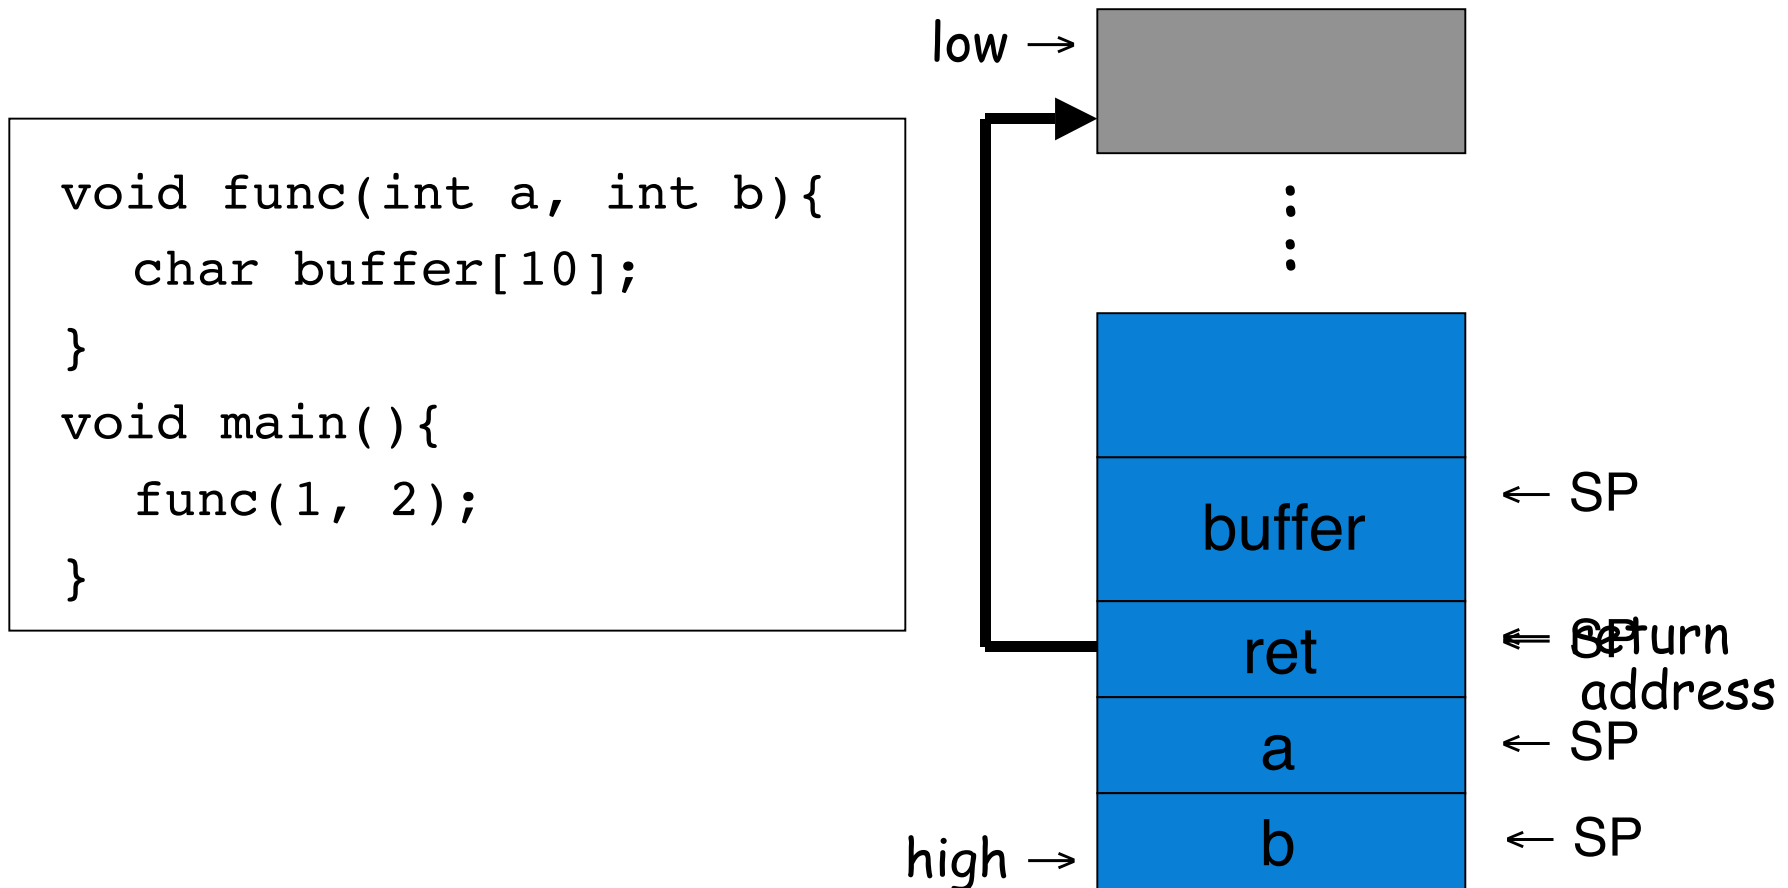 low →
void func(int a, int b){
char buffer[10];
}
void main(){
func(1, 2);
}
buffer
← SP
ret
← SP
← return
address
a
← SP
b
← SP
high →